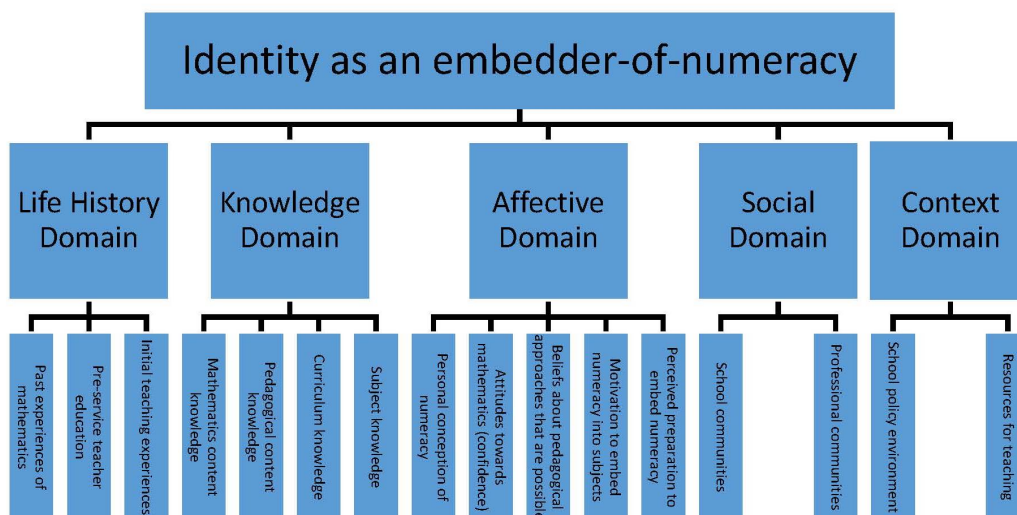 Identity as an embedder-of-numeracy
Life History
Domain
Knowledge
Domain
Affective
Domain
Social
Domain
Context
Domain
Past experiences of
mathematics
Pre-service teacher
education
Initial teaching experiences
Mathematics content
knowledge
Pedagogical content
knowledge
Curriculum knowledge
Subject knowledge
Personal conception of
numeracy
Attitudes towards
mathematics (confidence)
Beliefs about pedagogical
approaches that are possible
Motivation to embed
numeracy into subjects
Perceived preparation to
embed numeracy
School communities
Professional communities
School policy environment
Resources for teaching